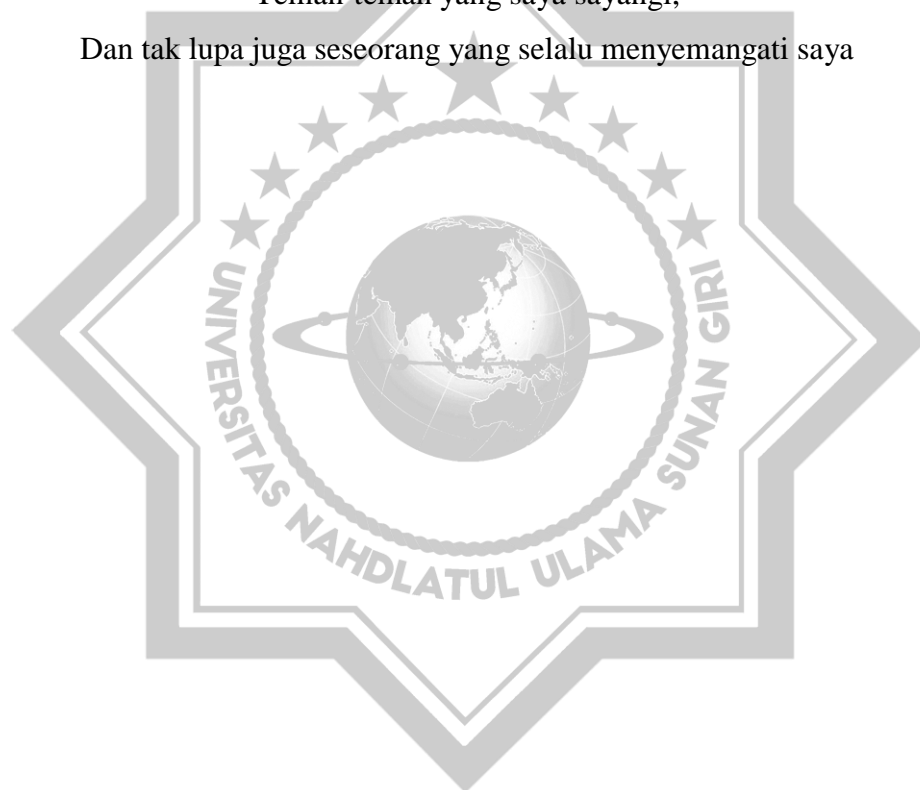 Teman-teman yang saya sayangi,
Dan tak lupa juga seseorang yang selalu menyemangati saya
UNIVERSITAS NAHDLATUL ULAMA SUNAN GIRI